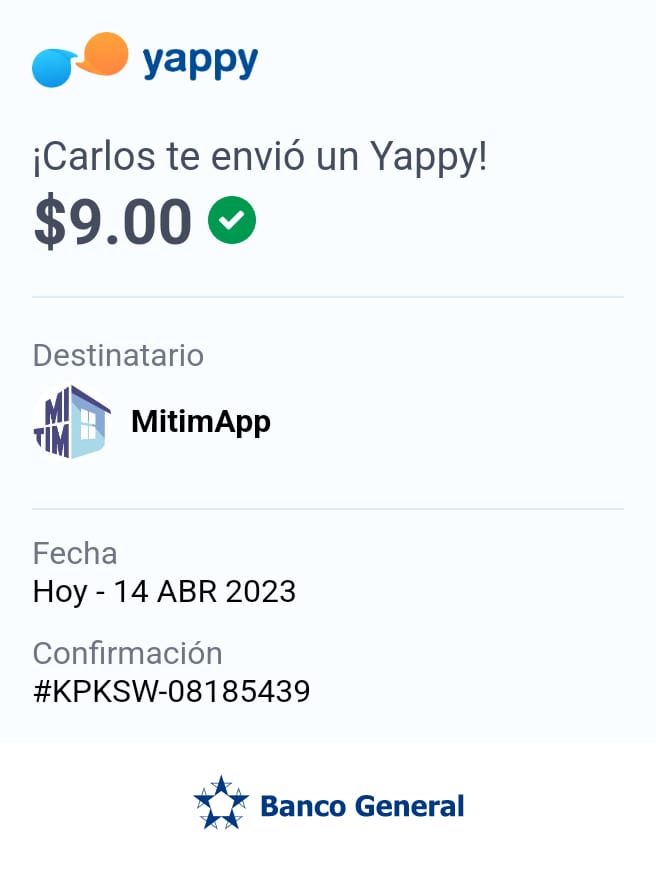 yappy
¡Carlos te envió un Yappy!
$9.00
Destinatario
MI
TIM
MitimApp
Fecha
Hoy - 14 ABR 2023
Confirmación
#KPKSW-08185439
Banco General